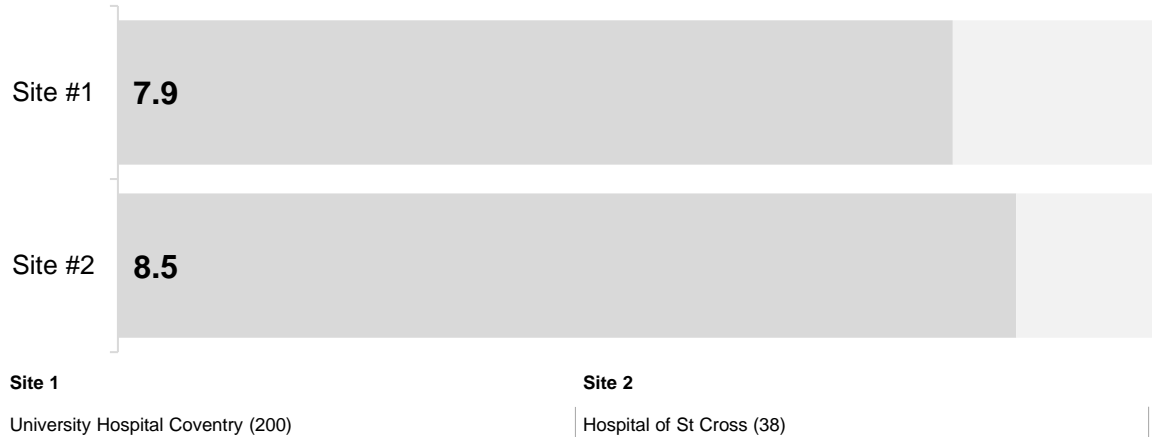 Site #1 7.9
Site #2 8.5
Site 1 Site 2
University Hospital Coventry (200) Hospital of St Cross (38)